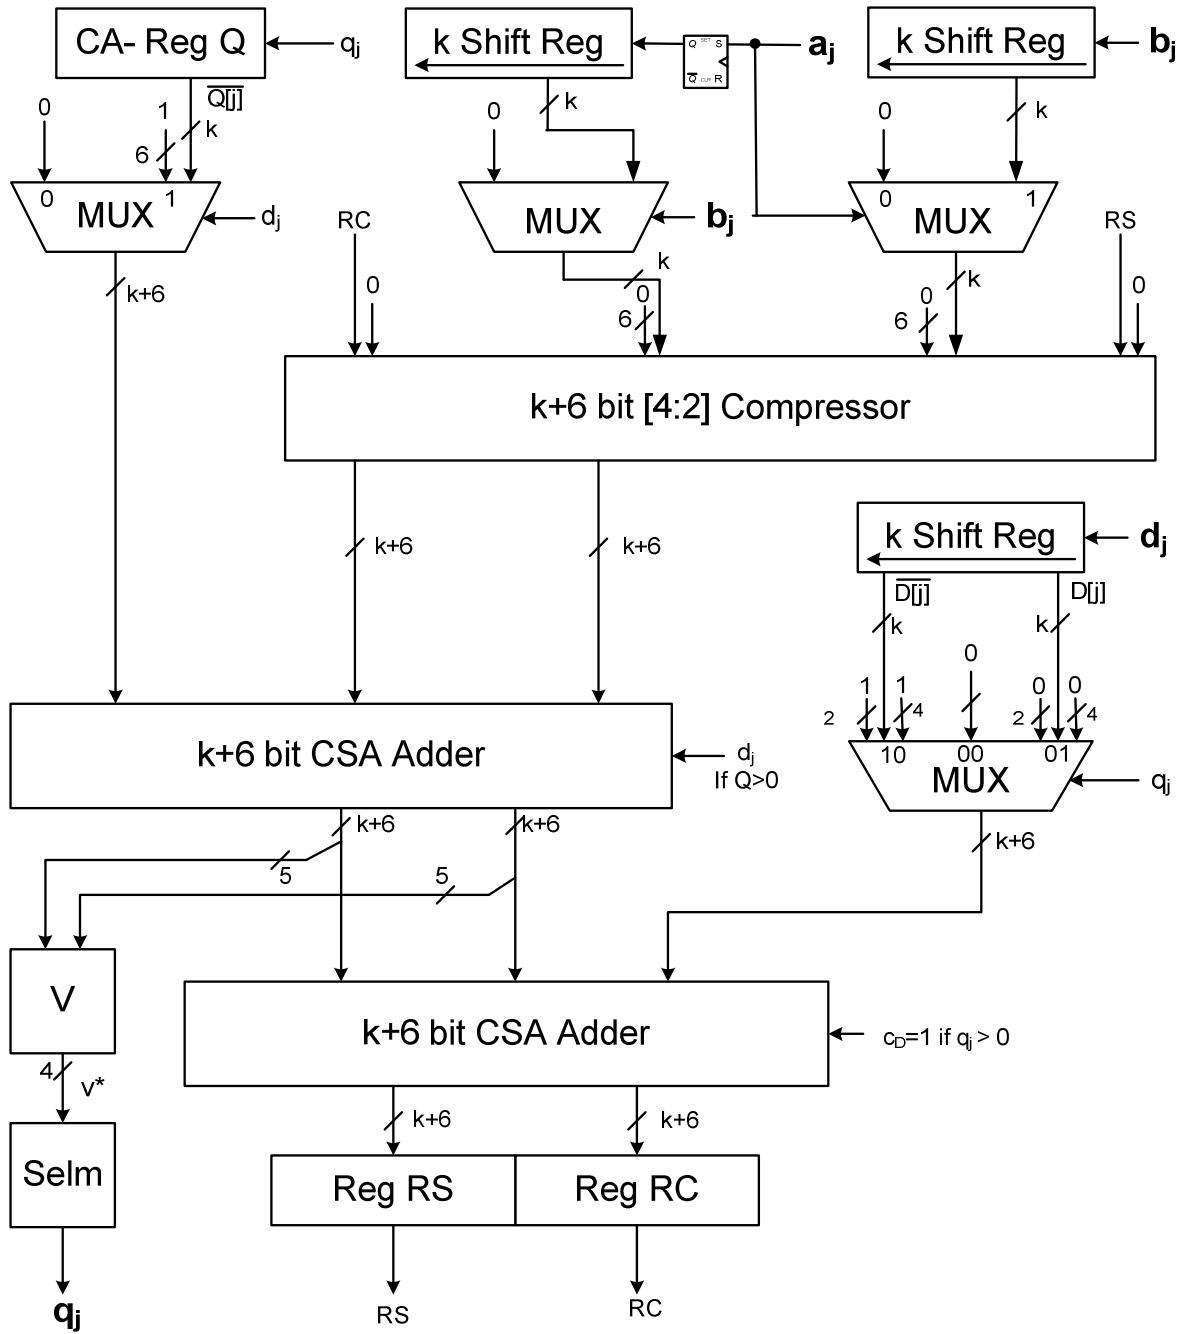 CA- Reg Q
qj
k Shift Reg
Q SET S
Q CLR R
aj
k Shift Reg
bj
Q[j]
0
1
k
6
0
k
0
k
0
1
MUX
dj
MUX
bj
0
1
MUX
RC
RS
k+6
0
k
0
6
k
0
6
0
k+6 bit [4:2] Compressor
k+6
k+6
k Shift Reg
dj
D[j]
D[j]
k
k
0
1
1
0
0
2
4
2
4
10
00
01
MUX
qj
k+6 bit CSA Adder
dj
If Q>0
k+6
k+6
k+6
5
5
V
k+6 bit CSA Adder
cD=1 if qj > 0
4
v*
k+6
k+6
Selm
Reg RS
Reg RC
qj
RS
RC